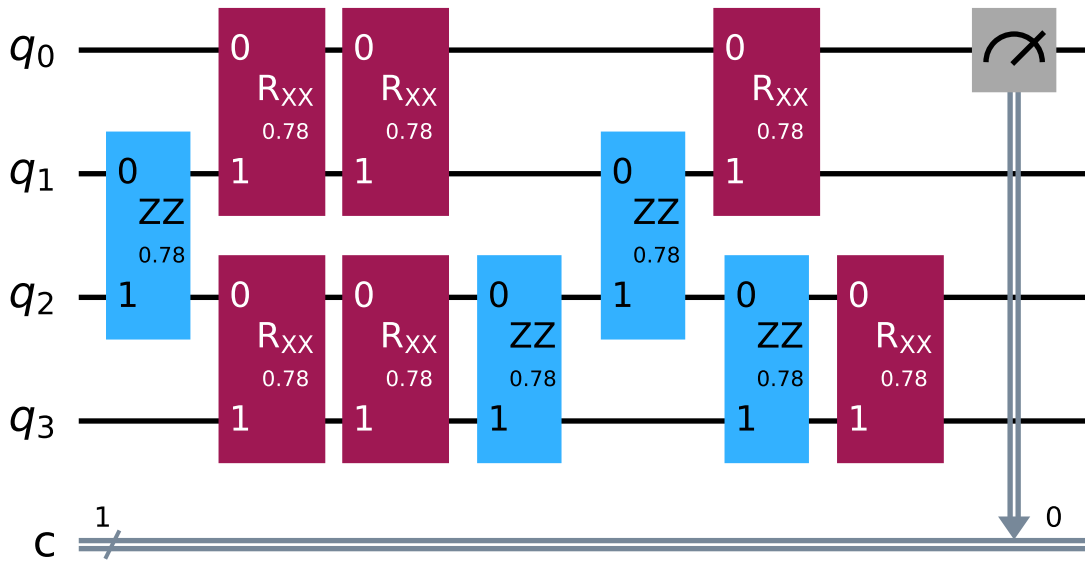 q0 0 0 0
RXX RXX RXX
0.78 0.78 0.78
q1 0 1 1 0 1
ZZ ZZ
0.78 0.78
q2 1 0 0 0 1 0 0
RXX RXX ZZ ZZ RXX
0.78 0.78 0.78 0.78 0.78
q3 1 1 1 1 1
1 0
c